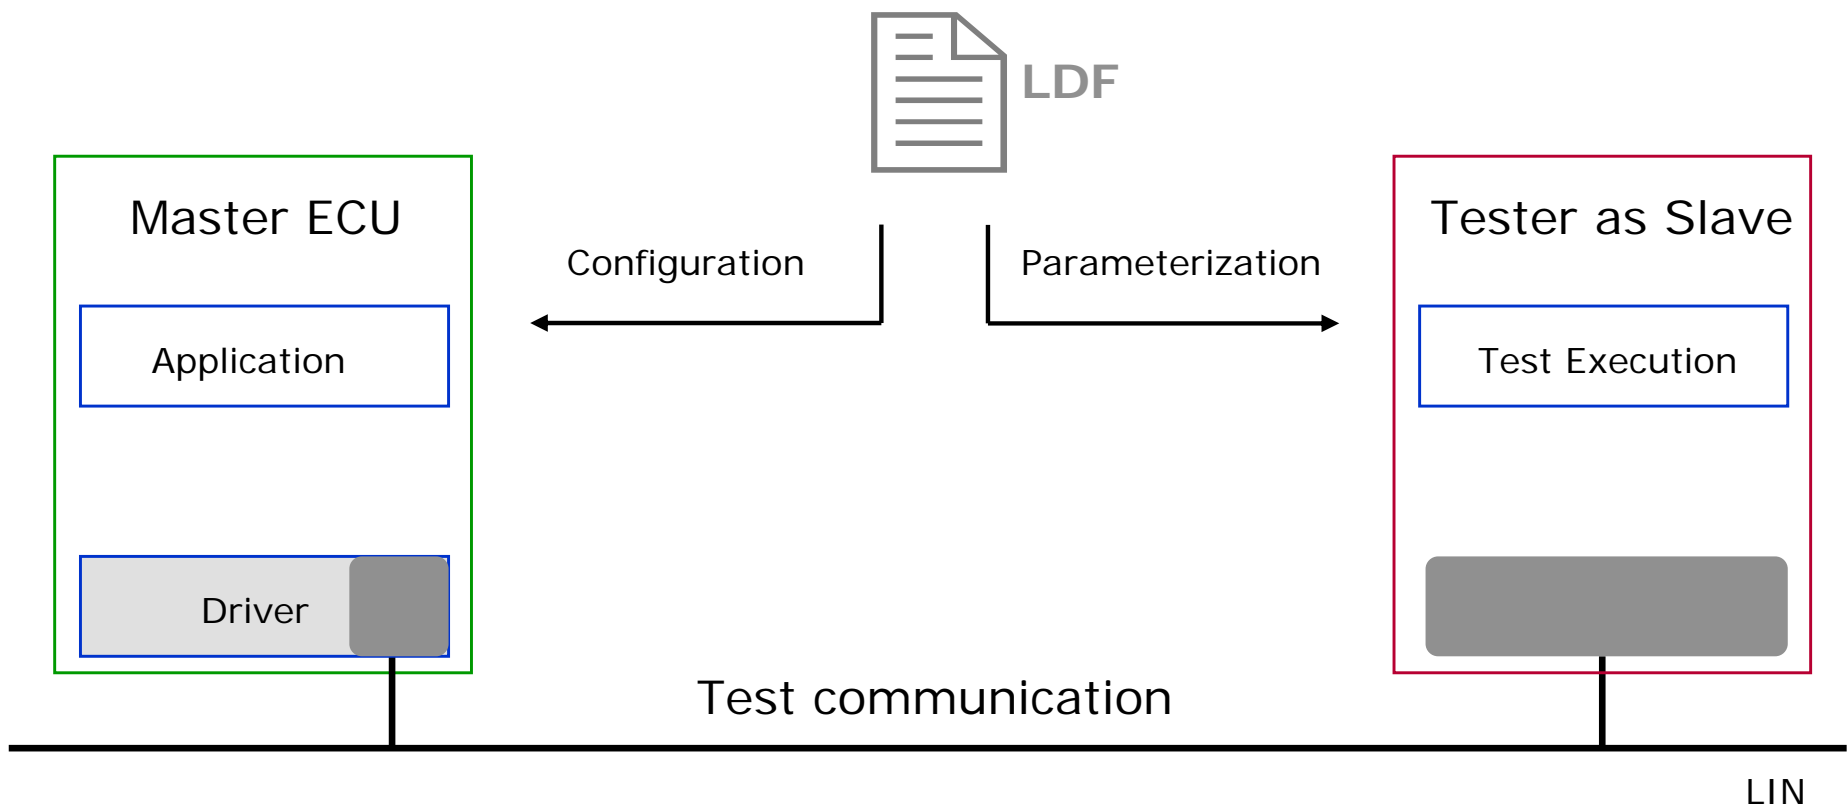 LDF
Master ECU
Tester as Slave
Configuration
Parameterization
Application
Test Execution
Driver
Test communication
LIN